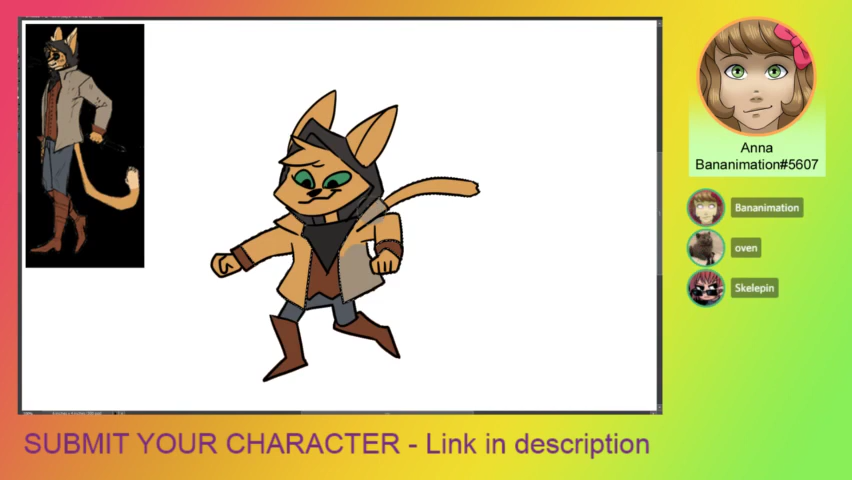 Anna
Bananimation#5607
Bananimation
oven
Skelepin
SUBMIT YOUR CHARACTER - Link in description